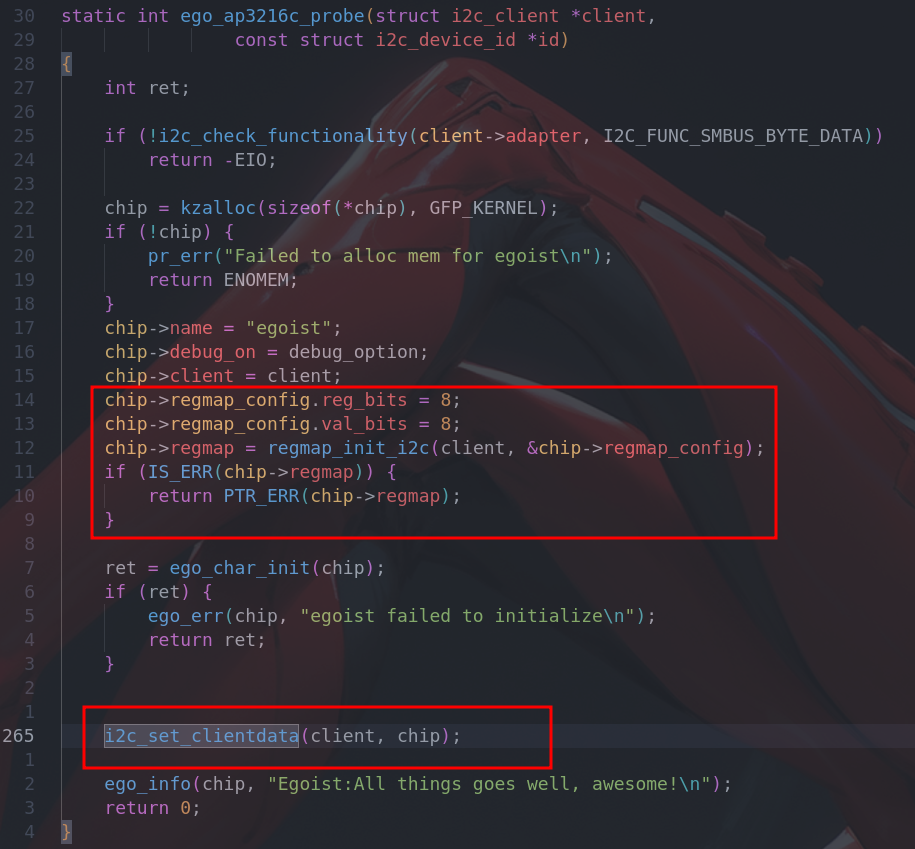 30 static int ego_ap3216c_probe(struct i2c_client *client,
29 const struct i2c_device_id *id)
28 {
27 int ret;
26
25 if (!i2c_check_functionality(client->adapter, I2C_FUNC_SMBUS_BYTE_DATA))
24 return -EIO;
23
22 chip = kzalloc(sizeof(*chip), GFP_KERNEL);
21 if (!chip) {
20 pr_err("Failed to alloc mem for egoist\n");
19 return ENOMEM;
18 }
17 chip->name = "egoist";
16 chip->debug_on = debug_option;
15 chip->client = client;
14 chip->regmap_config.reg_bits = 8;
13 chip->regmap_config.val_bits = 8;
12 chip->regmap = regmap_init_i2c(client, &chip->regmap_config);
11 if (IS_ERR(chip->regmap)) {
10 return PTR_ERR(chip->regmap);
9 }
8
7 ret = ego_char_init(chip);
6 if (ret) {
5 ego_err(chip, "egoist failed to initialize\n");
4 return ret;
3 }
2
1
265 i2c_set_clientdata(client, chip);
1
2 ego_info(chip, "Egoist:All things goes well, awesome!\n");
3 return 0;
4 }